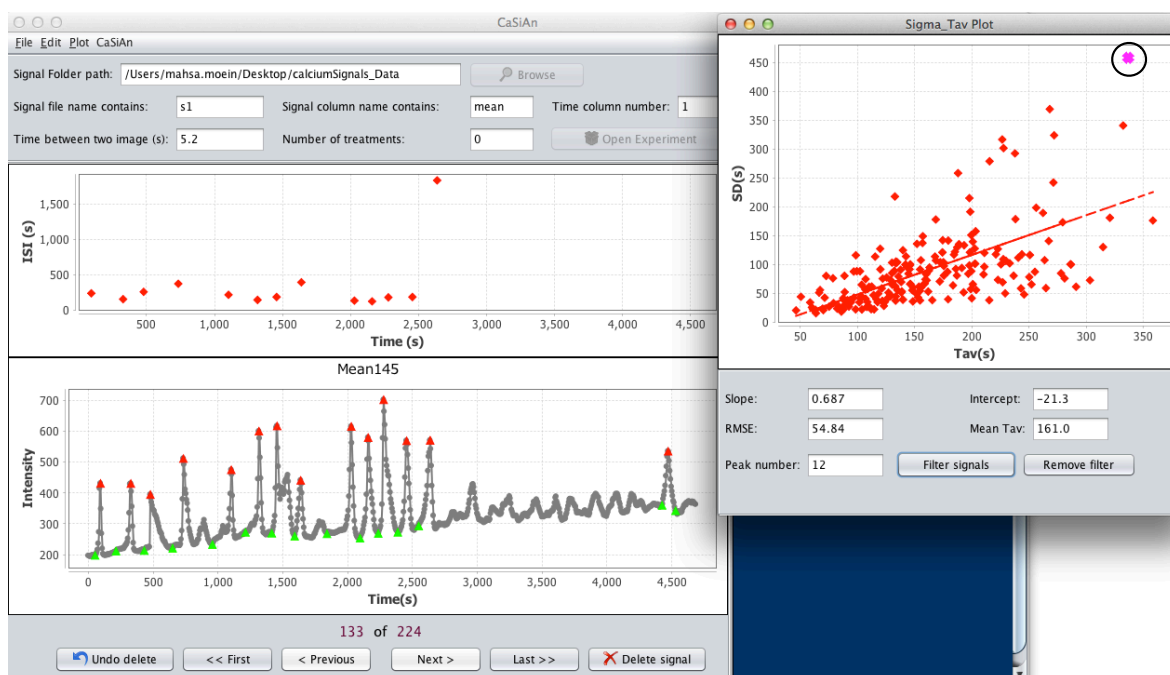 CaSiAn
File Edit Plot CaSiAn
Signal Folder path: /Users/mahsa.moein/Desktop/calciumSignals_Data Browse
Signal file name contains: s1 Signal column name contains: mean Time column number: 1
Time between two image (s): 5.2 Number of treatments: 0 Open Experiment
ISI (s)
1,500
1,000
500
0
500 1,000 1,500 2,000 2,500 3,000 3,500 4,000 4,500
Time (s)
Mean145
Intensity
700
600
500
400
300
200
0 500 1,000 1,500 2,000 2,500 3,000 3,500 4,000 4,500
Time(s)
133 of 224
Undo delete << First < Previous Next > Last >> Delete signal
Sigma_Tav Plot
SD(s)
450
400
350
300
250
200
150
100
50
0
50 100 150 200 250 300 350
Tav(s)
Slope: 0.687 Intercept: -21.3
RMSE: 54.84 Mean Tav: 161.0
Peak number: 12 Filter signals Remove filter